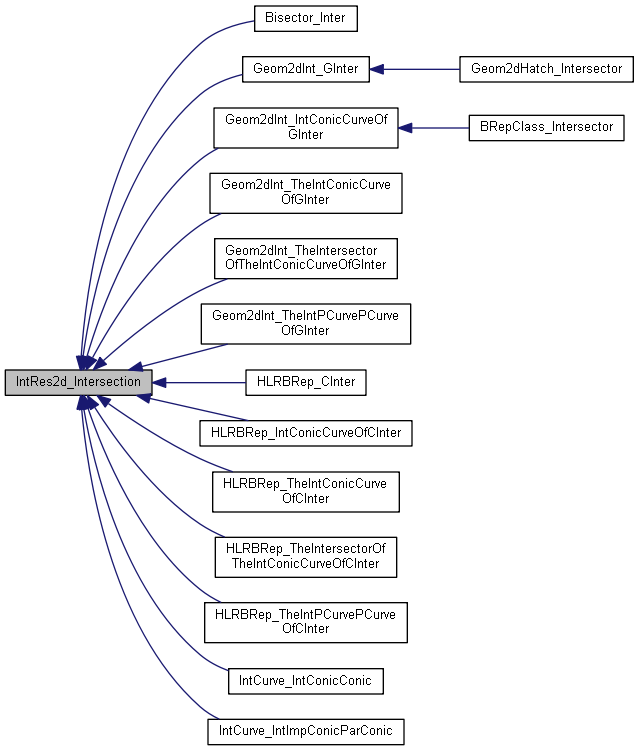 Bisector_Inter
Geom2dInt_GInter
Geom2dHatch_Intersector
Geom2dInt_IntConicCurveOf
GInter
BRepClass_Intersector
Geom2dInt_TheIntConicCurve
OfGInter
Geom2dInt_TheIntersector
OfTheIntConicCurveOfGInter
Geom2dInt_TheIntPCurvePCurve
OfGInter
IntRes2d_Intersection
HLRBRep_CInter
HLRBRep_IntConicCurveOfCInter
HLRBRep_TheIntConicCurve
OfCInter
HLRBRep_TheIntersectorOf
TheIntConicCurveOfCInter
HLRBRep_TheIntPCurvePCurve
OfCInter
IntCurve_IntConicConic
IntCurve_IntImpConicParConic